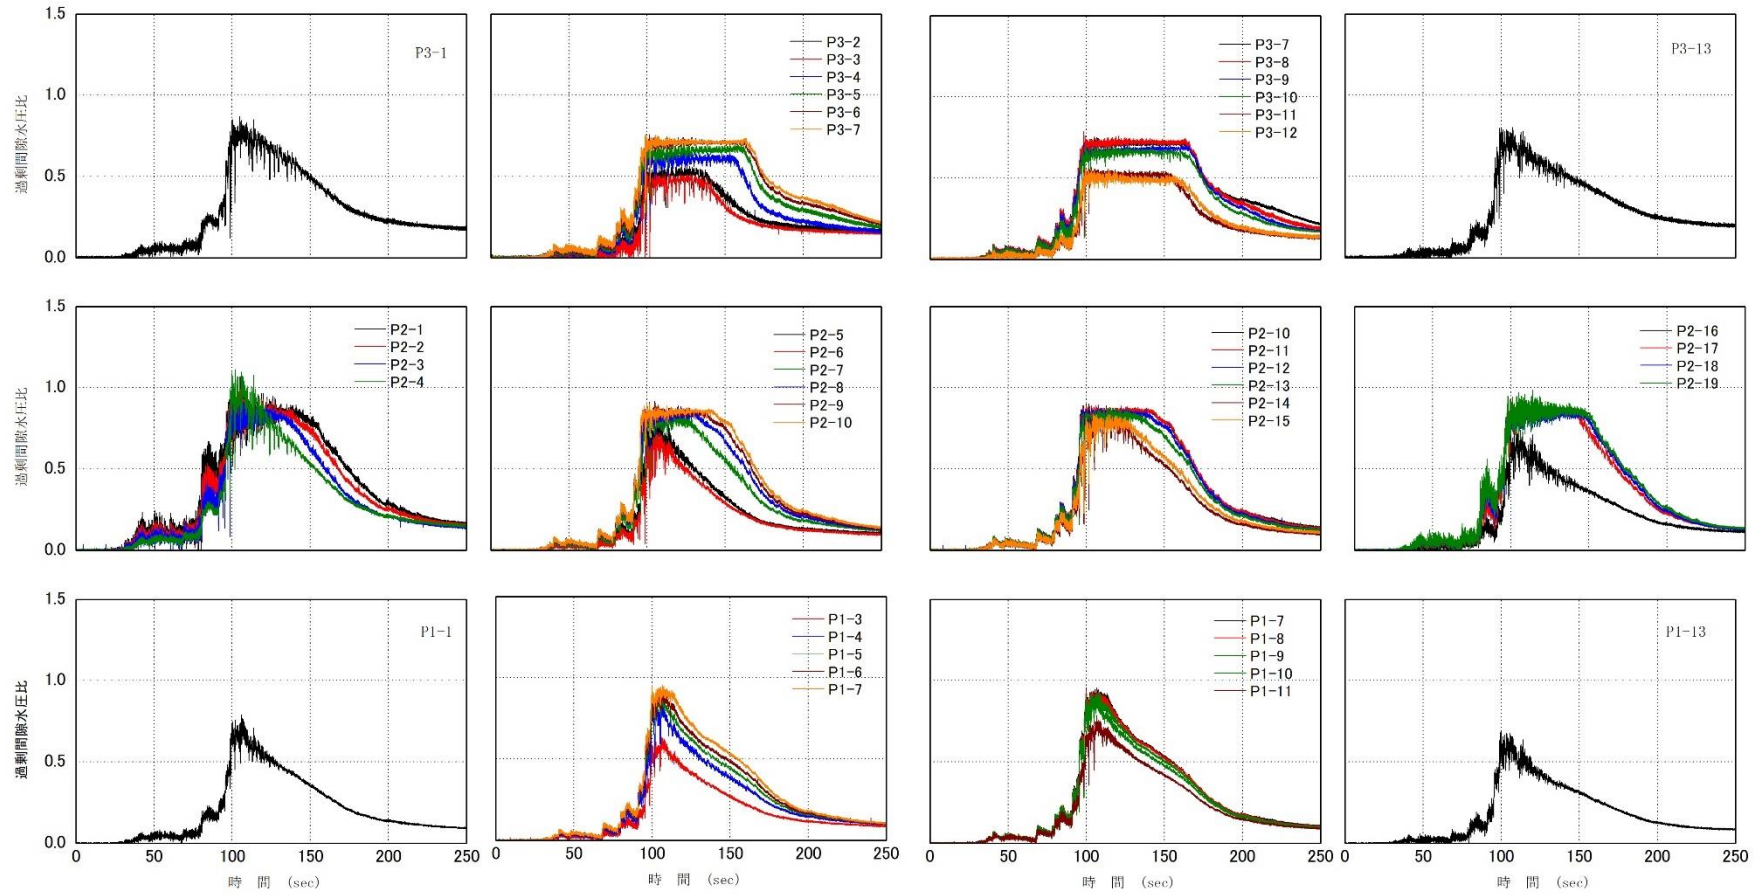 1.5
1.0
0.5
0.0
過剰間隙水圧比
P3-1
P3-2
P3-3
P3-4
P3-5
P3-6
P3-7
P3-7
P3-8
P3-9
P3-10
P3-11
P3-12
P3-13
1.5
1.0
0.5
0.0
過剰間隙水圧比
P2-1
P2-2
P2-3
P2-4
P2-5
P2-6
P2-7
P2-8
P2-9
P2-10
P2-10
P2-11
P2-12
P2-13
P2-14
P2-15
P2-16
P2-17
P2-18
P2-19
1.5
1.0
0.5
0.0
過剰間隙水圧比
P1-1
P1-3
P1-4
P1-5
P1-6
P1-7
P1-7
P1-8
P1-9
P1-10
P1-11
P1-13
0 50 100 150 200 250
時 間 (sec)
0 50 100 150 200 250
時 間 (sec)
0 50 100 150 200 250
0 50 100 150 200 250
時 間 (sec)